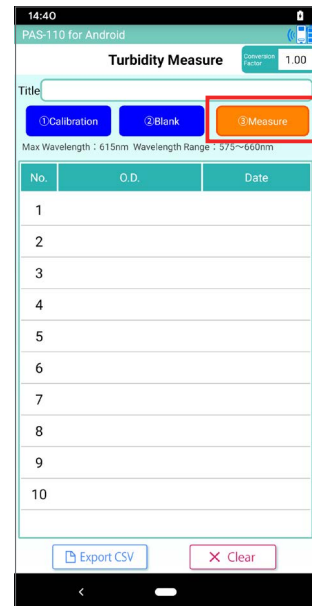 14:40
PAS-110 for Android
Turbidity Measure
Conversion Factor
1.00
Title
①Calibration ②Blank ③Measure
Max Wavelength：615nm Wavelength Range：575～660nm
No. O.D. Date
1
2
3
4
5
6
7
8
9
10
Export CSV Clear